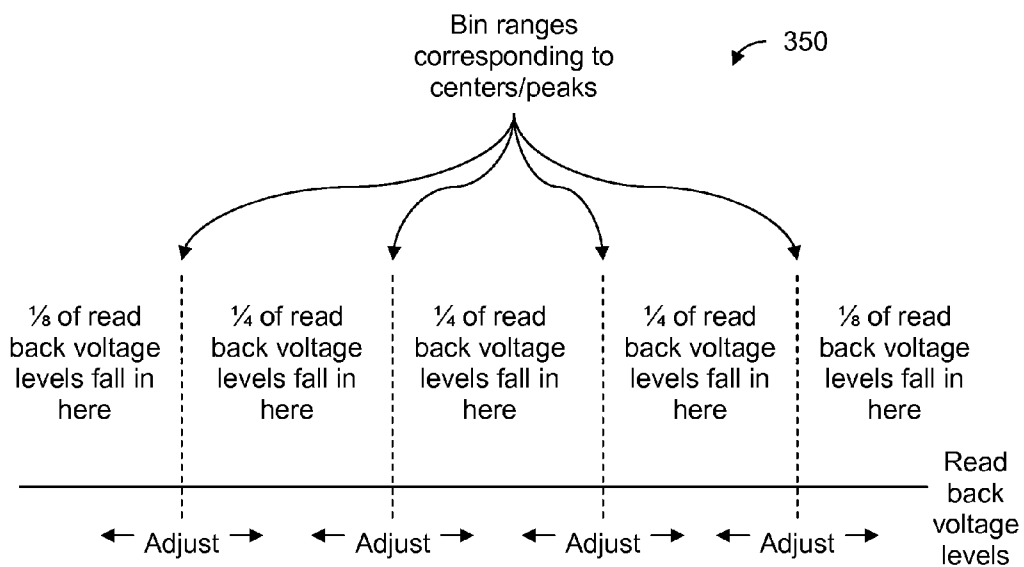 Bin ranges
corresponding to
centers/peaks
350
⅛ of read
back voltage
levels fall in
here
¼ of read
back voltage
levels fall in
here
¼ of read
back voltage
levels fall in
here
¼ of read
back voltage
levels fall in
here
⅛ of read
back voltage
levels fall in
here
Read
back
voltage
levels
Adjust
Adjust
Adjust
Adjust